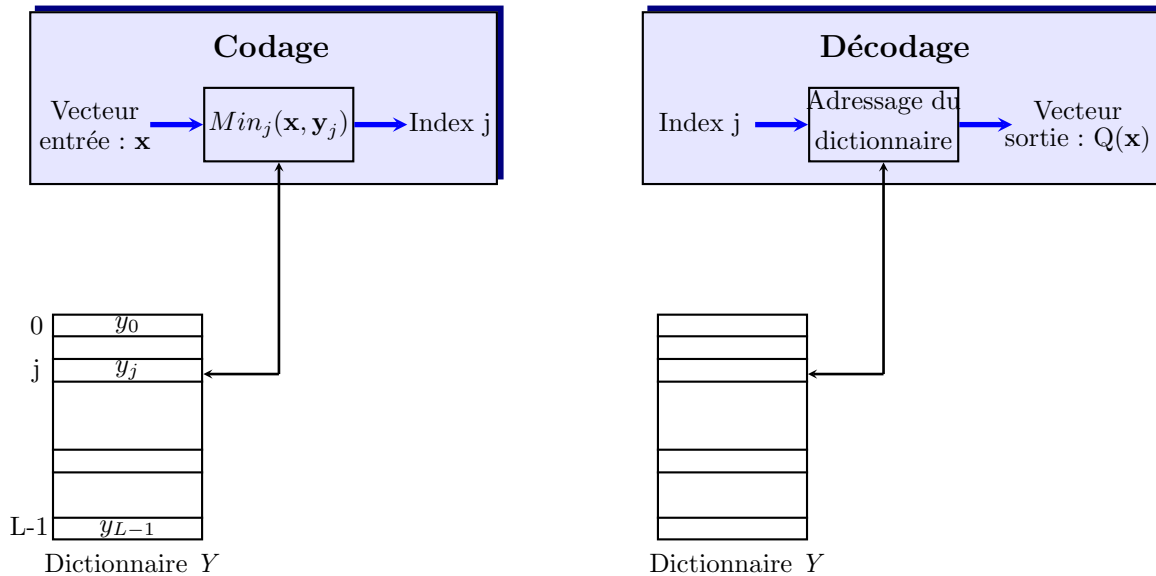 Codage
Vecteur
entrée : x
Min_j(x, y_j)
Index j
0
y_0
j
y_j
L-1
y_{L-1}
Dictionnaire Y
Décodage
Index j
Adressage du
dictionnaire
Vecteur
sortie : Q(x)
Dictionnaire Y